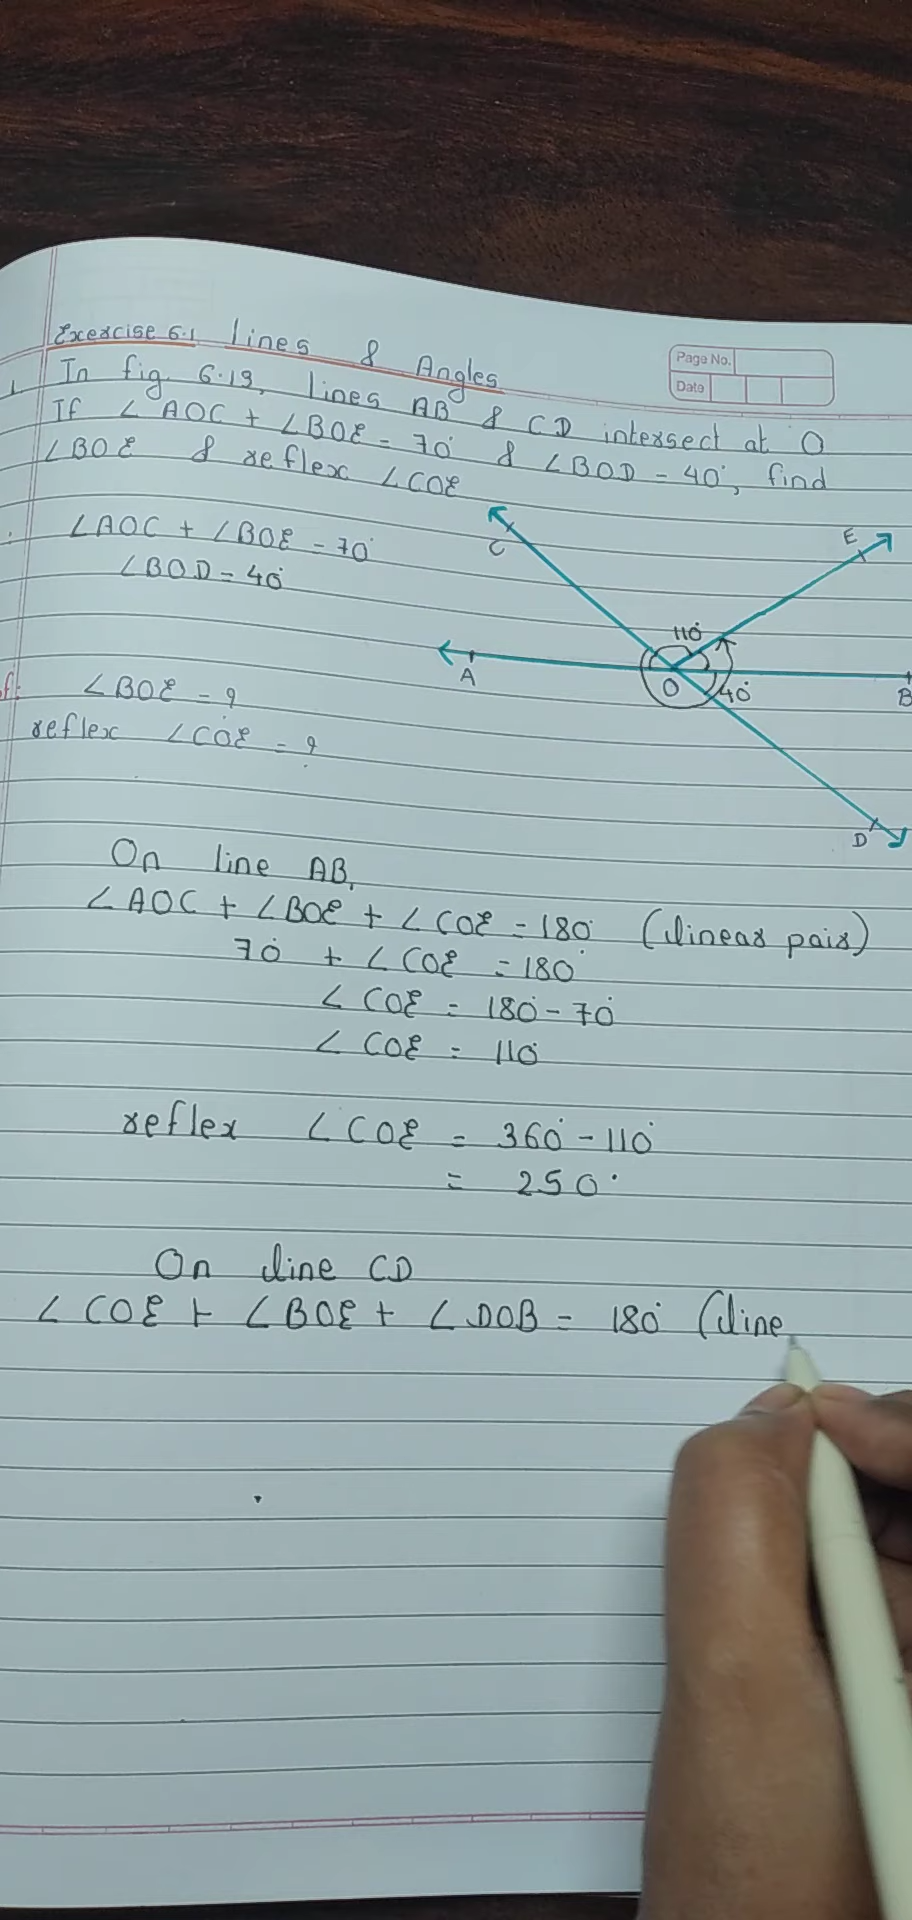 Exercise 6.1 Lines & Angles
Page No.
Date
1. In fig. 6.13, lines AB & CD intersect at O
If ∠AOC + ∠BOE = 70° & ∠BOD = 40°, find
∠BOE & reflex ∠COE
∠AOC + ∠BOE = 70°
∠BOD = 40°
C
E
110°
A
O
40°
B
D
f:
∠BOE = ?
reflex ∠COE = ?
On line AB,
∠AOC + ∠BOE + ∠COE = 180° (linear pair)
70° + ∠COE = 180°
∠COE = 180° - 70°
∠COE = 110°
reflex ∠COE = 360° - 110°
= 250°
On line CD
∠COE + ∠BOE + ∠DOB = 180° (line